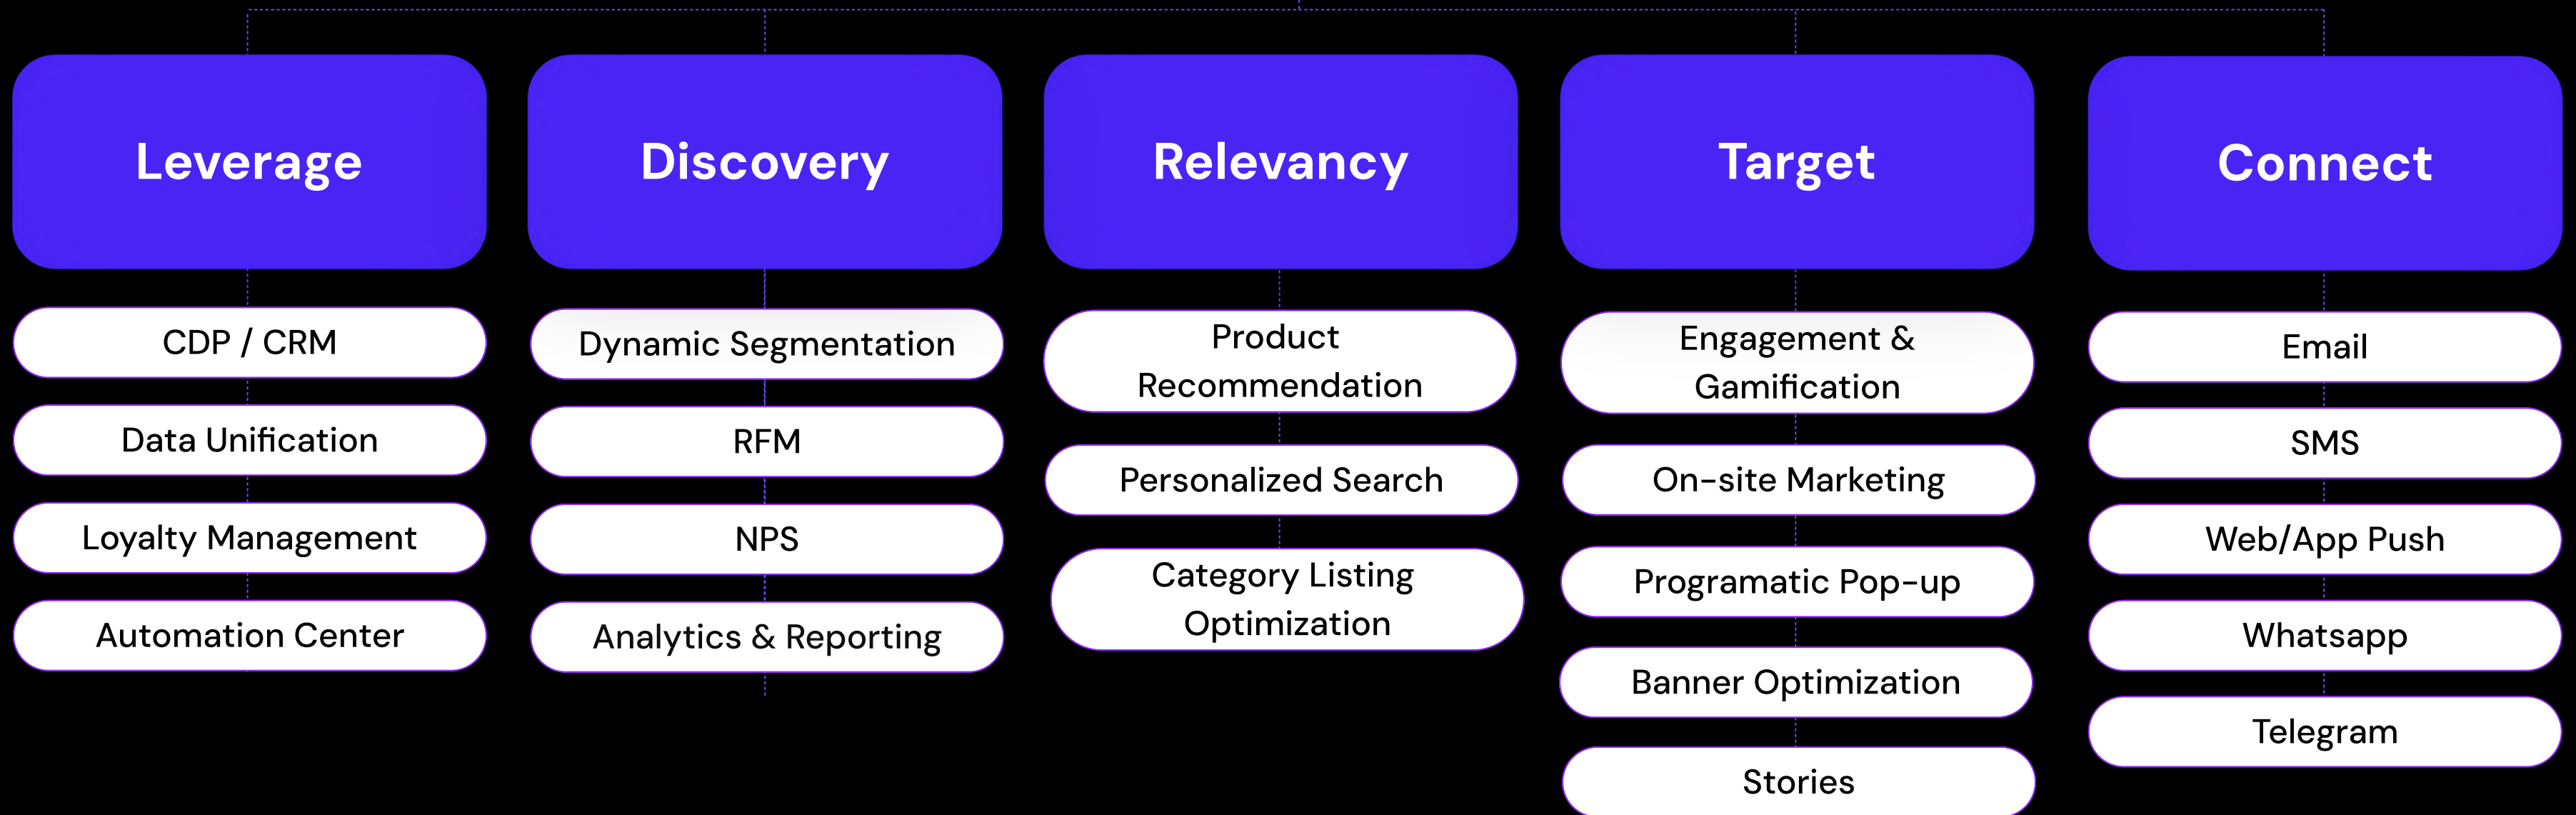 Leverage
CDP / CRM
Data Unification
Loyalty Management
Automation Center
Discovery
Dynamic Segmentation
RFM
NPS
Analytics & Reporting
Relevancy
Product
Recommendation
Personalized Search
Category Listing
Optimization
Target
Engagement &
Gamification
On-site Marketing
Programatic Pop-up
Banner Optimization
Stories
Connect
Email
SMS
Web/App Push
Whatsapp
Telegram